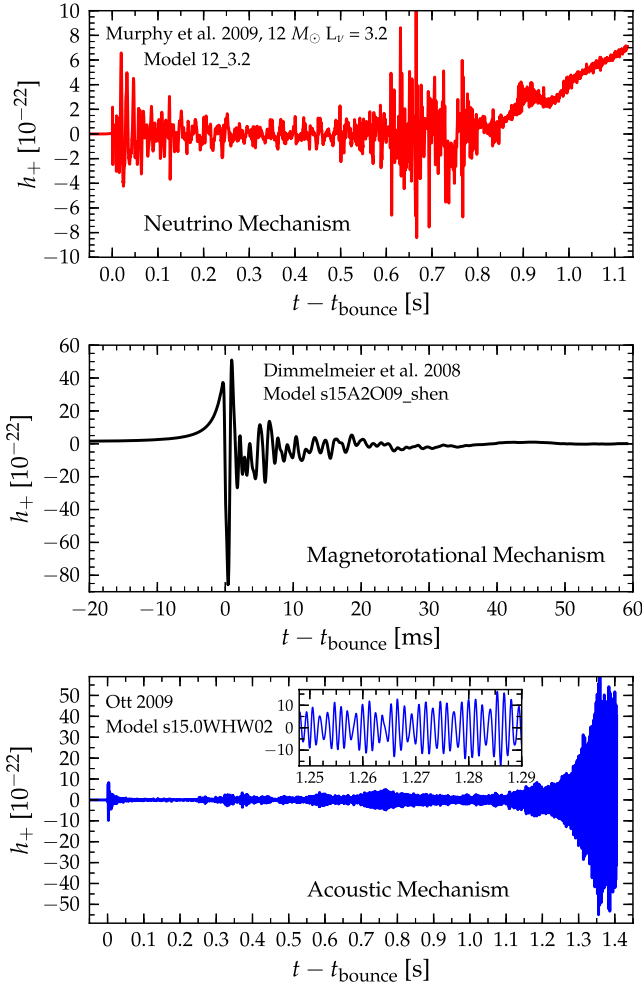 Murphy et al. 2009, 12 M⊙ Lν = 3.2
Model 12_3.2
Neutrino Mechanism
h+ [10−22]
10
8
6
4
2
0
−2
−4
−6
−8
10
0.0 0.1 0.2 0.3 0.4 0.5 0.6 0.7 0.8 0.9 1.0 1.1
t − tbounce [s]
Dimmelmeier et al. 2008
Model s15A2O09_shen
Magnetorotational Mechanism
h+ [10−22]
60
40
20
0
−20
−40
−60
−80
−20 −10 0 10 20 30 40 50 60
t − tbounce [ms]
Ott 2009
Model s15.0WHW02
10
0
−10
1.25 1.26 1.27 1.28 1.29
Acoustic Mechanism
h+ [10−22]
50
40
30
20
10
0
−10
−20
−30
−40
−50
0 0.1 0.2 0.3 0.4 0.5 0.6 0.7 0.8 0.9 1.0 1.1 1.2 1.3 1.4
t − tbounce [s]